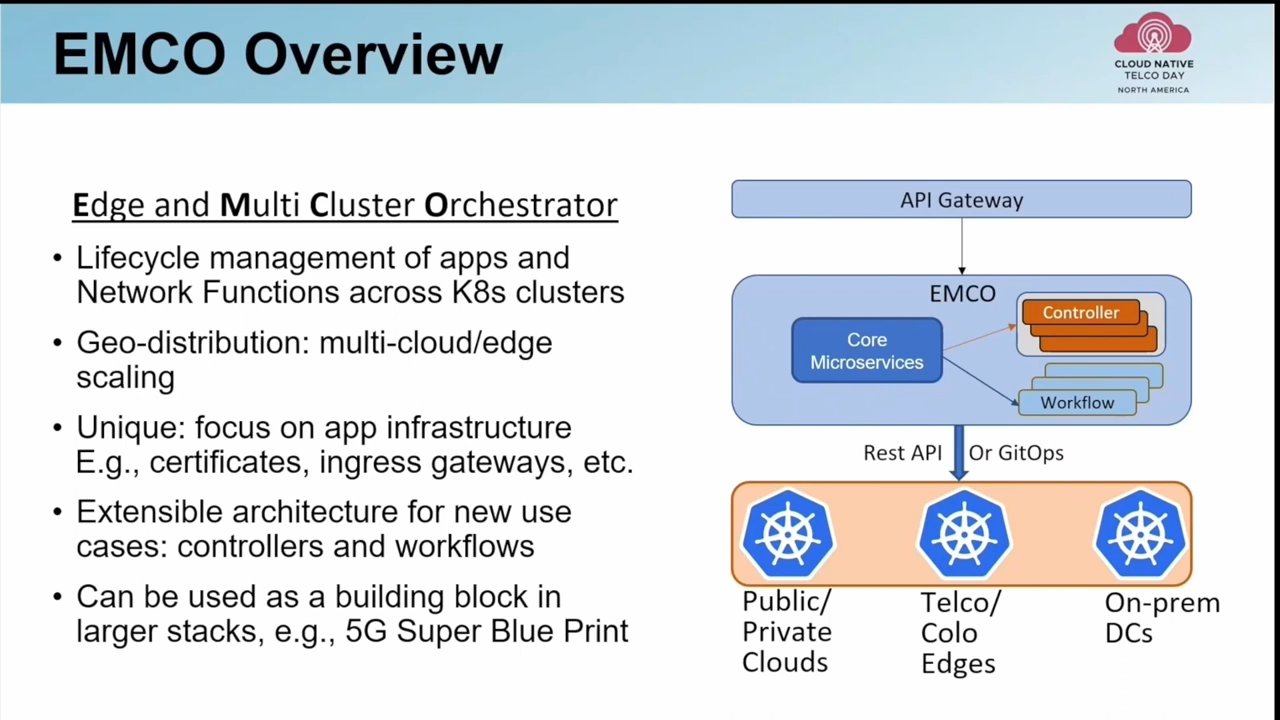 EMCO Overview
CLOUD NATIVE
TELCO DAY
NORTH AMERICA
Edge and Multi Cluster Orchestrator
• Lifecycle management of apps and
Network Functions across K8s clusters
• Geo-distribution: multi-cloud/edge
scaling
• Unique: focus on app infrastructure
E.g., certificates, ingress gateways, etc.
• Extensible architecture for new use
cases: controllers and workflows
• Can be used as a building block in
larger stacks, e.g., 5G Super Blue Print
API Gateway
EMCO
Controller
Core
Microservices
Workflow
Rest API Or GitOps
Public/
Private
Clouds
Telco/
Colo
Edges
On-prem
DCs